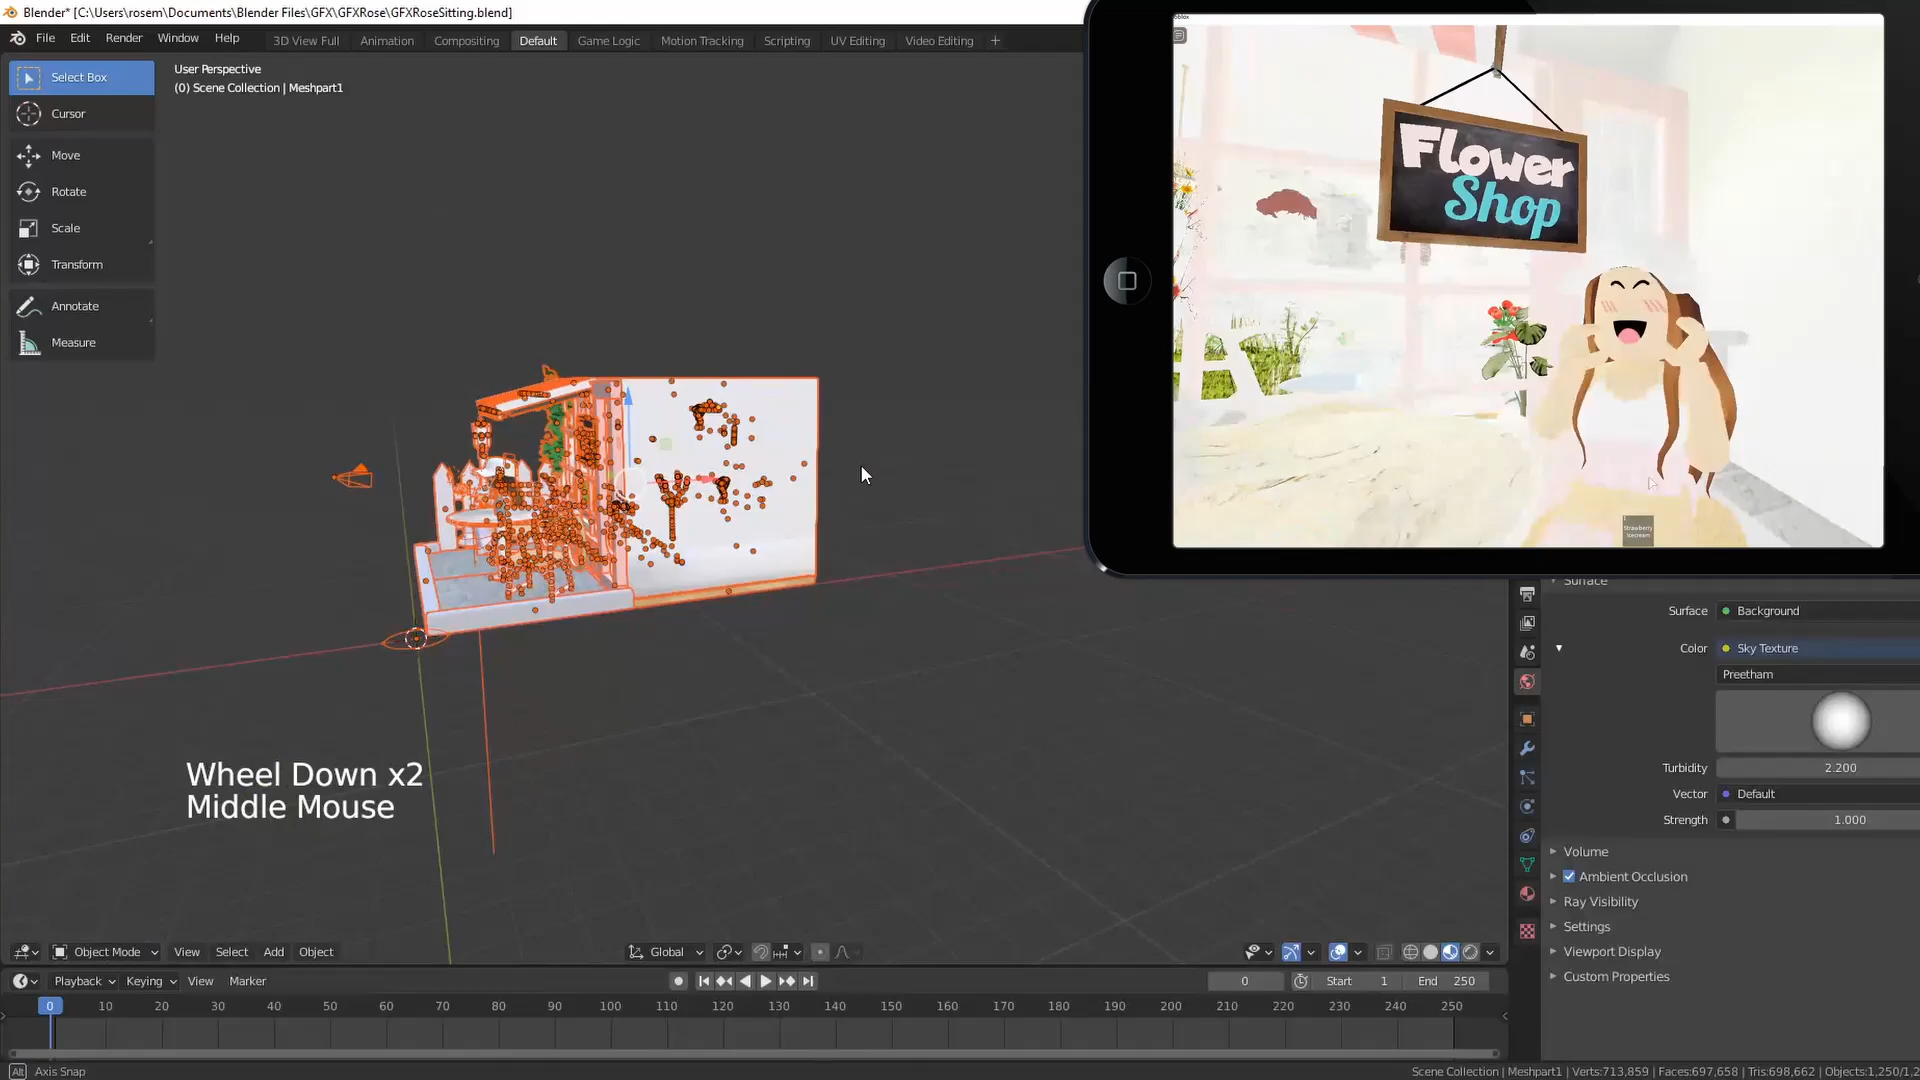 Blender* [C:\Users\rosem\Documents\Blender Files\GFX\GFXRose\GFXRoseSitting.blend]
File Edit Render Window Help 3D View Full Animation Compositing Default Game Logic Motion Tracking Scripting UV Editing Video Editing +
Select Box
Cursor
Move
Rotate
Scale
Transform
Annotate
Measure
User Perspective
(0) Scene Collection | Meshpart1
Flower
Shop
Strawberry
Icecream
Wheel Down x2
Middle Mouse
Surface
Surface Background
Color Sky Texture
Preetham
Turbidity 2.200
Vector Default
Strength 1.000
Volume
Ambient Occlusion
Ray Visibility
Settings
Viewport Display
Custom Properties
Object Mode View Select Add Object Global
Playback Keying View Marker 0 Start 1 End 250
0 10 20 30 40 50 60 70 80 90 100 110 120 130 140 150 160 170 180 190 200 210 220 230 240 250
Alt Axis Snap
Scene Collection | Meshpart1 | Verts:713,859 | Faces:697,658 | Tris:698,662 | Objects:1,250/1,2